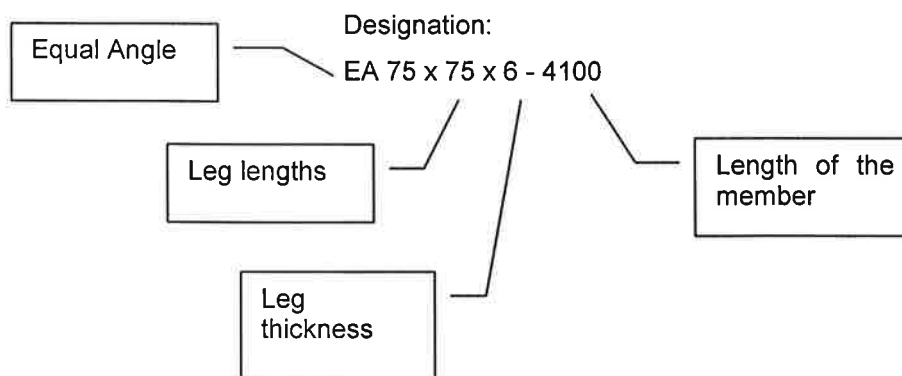 Designation:
Equal Angle
EA 75 x 75 x 6 - 4100
Leg lengths
Length of the
member
Leg
thickness